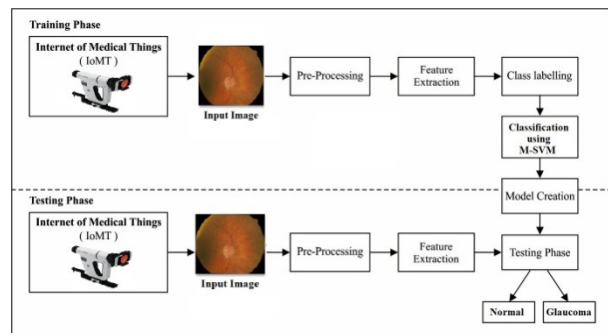 Training Phase
Internet of Medical Things
( IoMT )
Input Image
Pre-Processing
Feature
Extraction
Class labelling
Classification
using
M-SVM
Model Creation
Testing Phase
Internet of Medical Things
( IoMT )
Input Image
Pre-Processing
Feature
Extraction
Testing Phase
Normal
Glaucoma